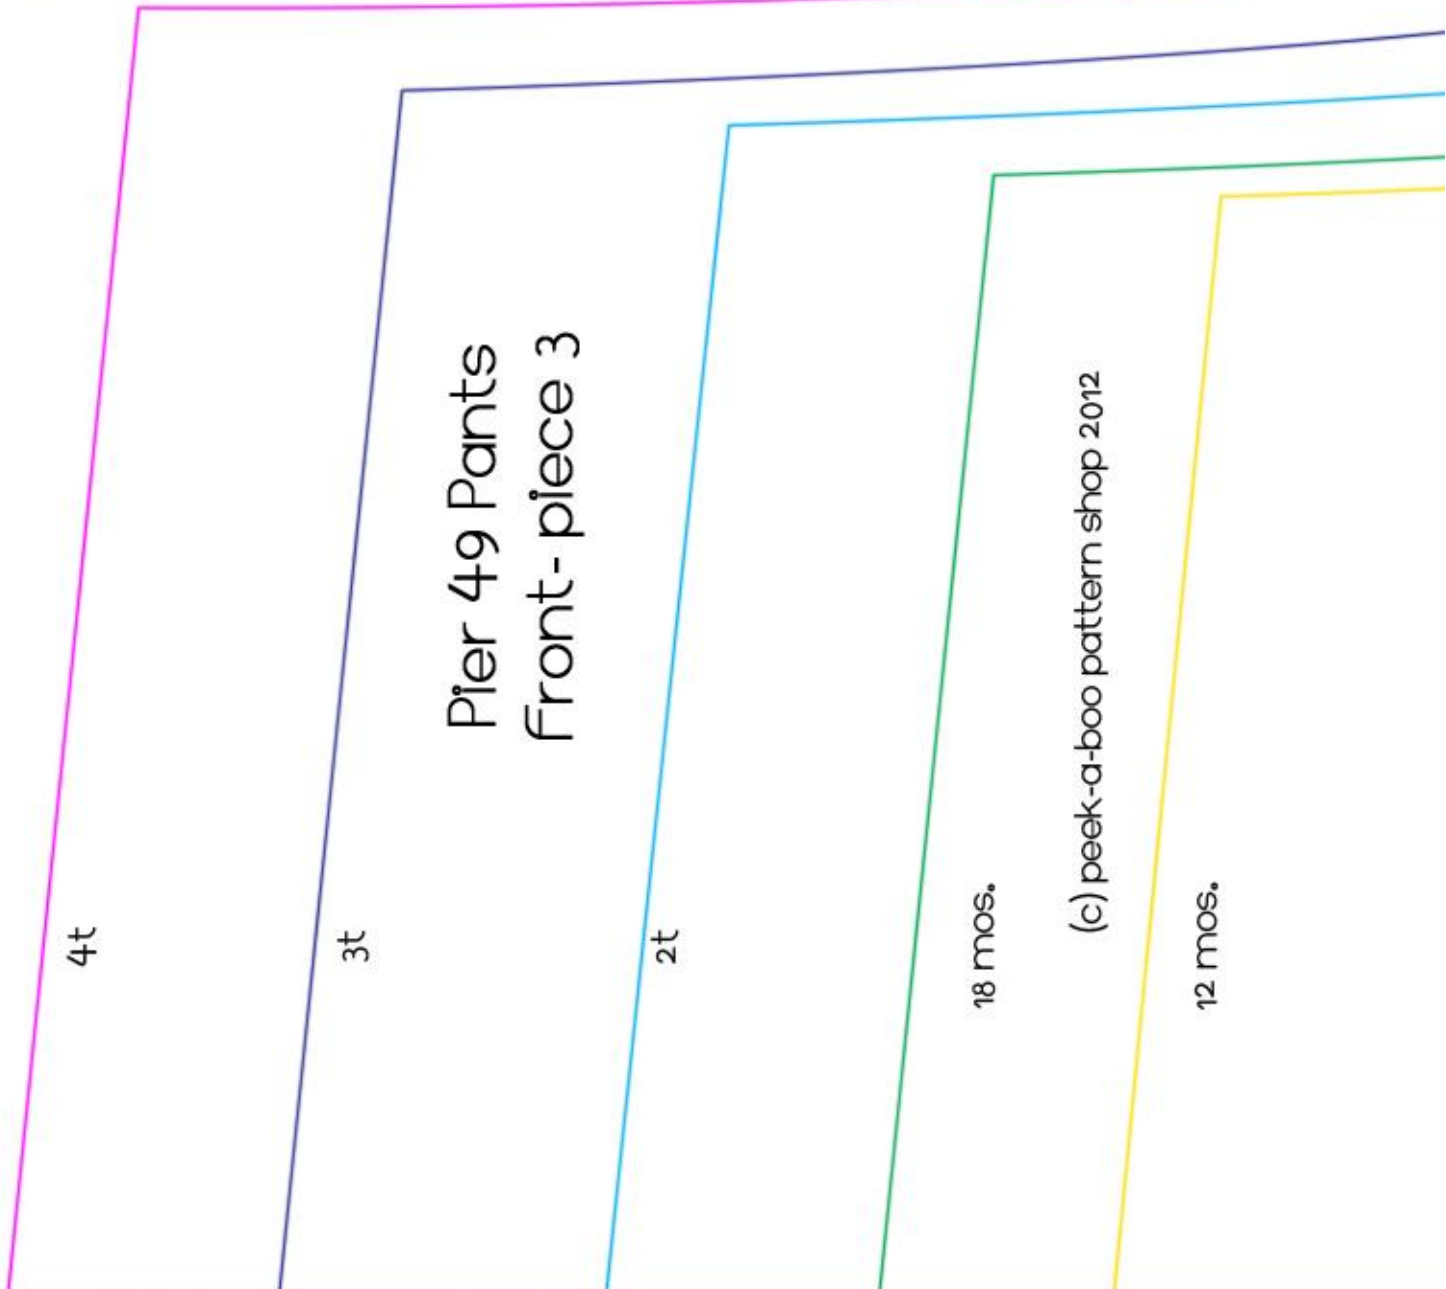 4t
3t
Pier 49 Pants
Front- piece 3
2t
18 mos.
(c) peek-a-boo pattern shop 2012
12 mos.